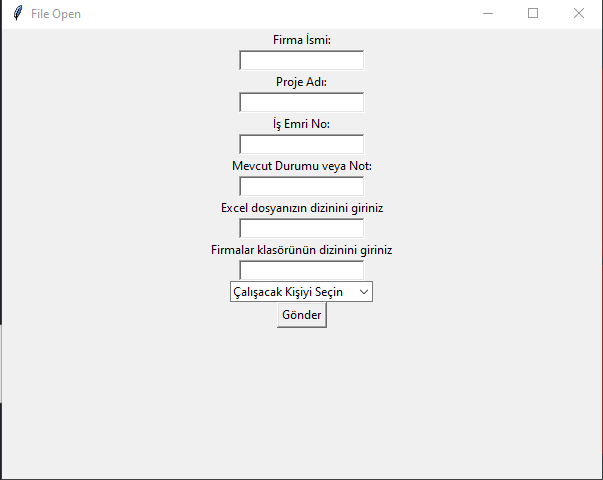 File Open
Firma İsmi:
Proje Adı:
İş Emri No:
Mevcut Durumu veya Not:
Excel dosyanızın dizinini giriniz
Firmalar klasörünün dizinini giriniz
Çalışacak Kişiyi Seçin
Gönder